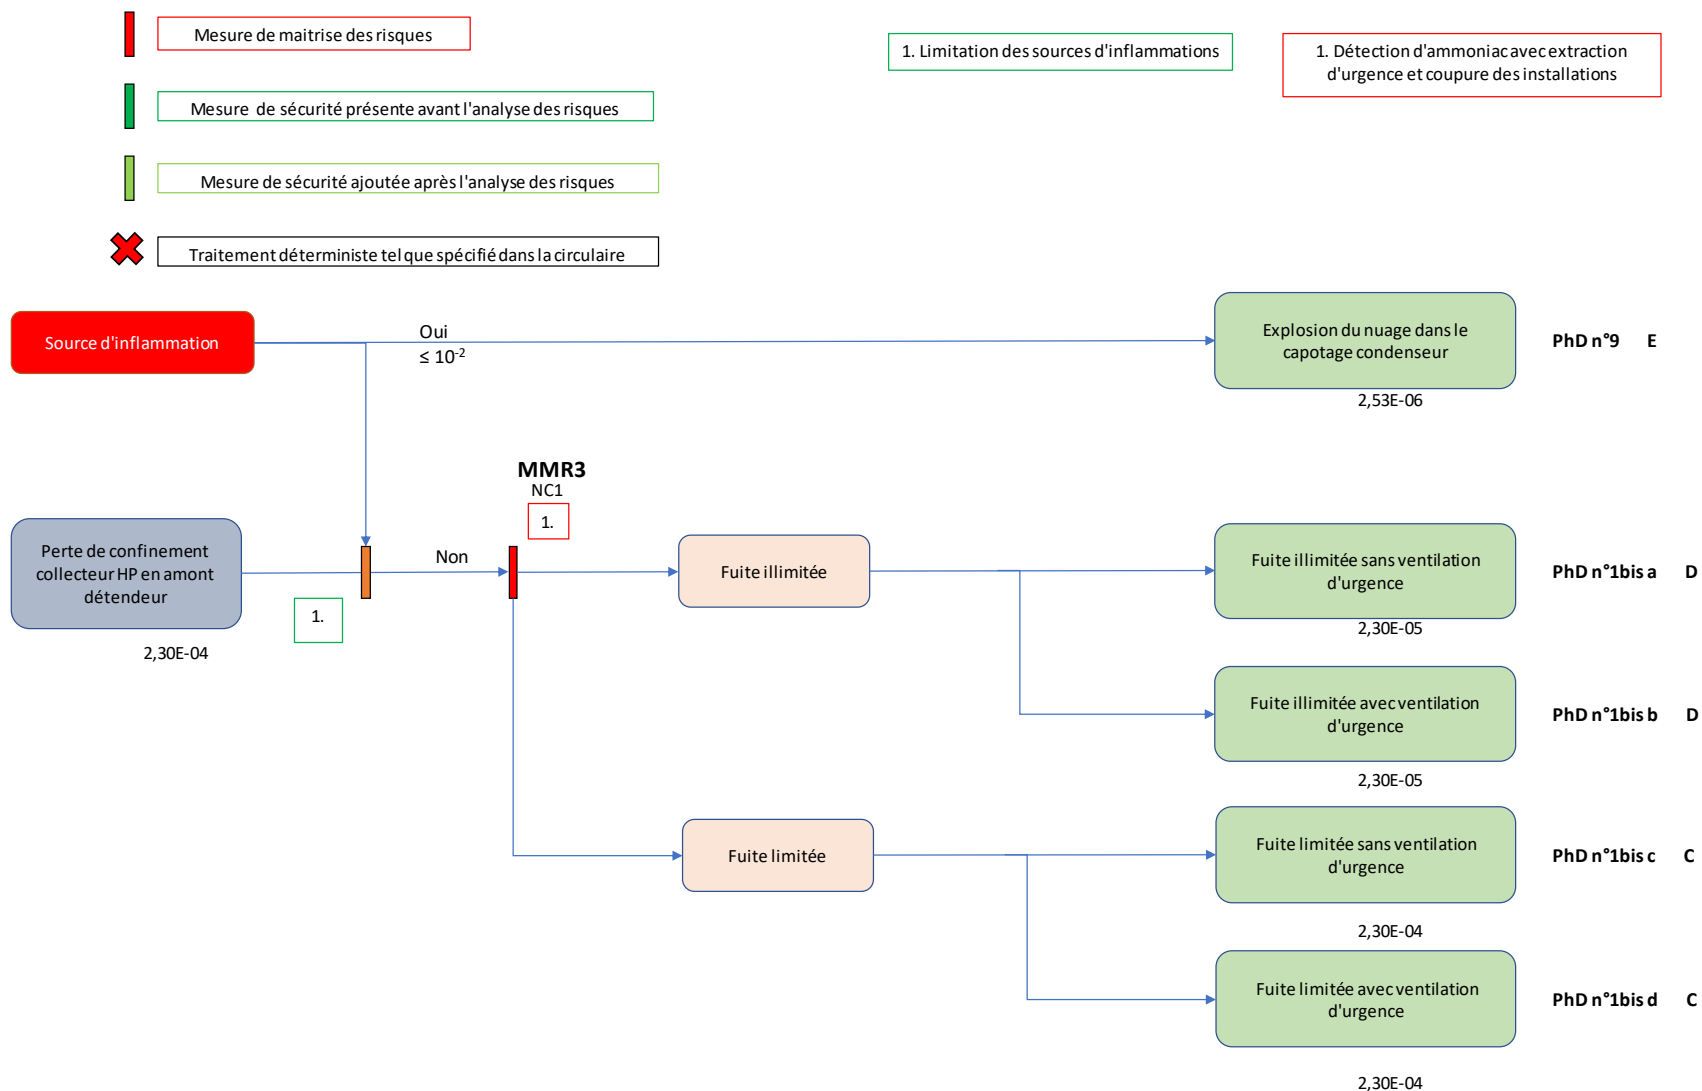 Mesure de maitrise des risques
1. Limitation des sources d'inflammations
1. Détection d'ammoniac avec extraction
d'urgence et coupure des installations
Mesure de sécurité présente avant l'analyse des risques
Mesure de sécurité ajoutée après l'analyse des risques
Traitement déterministe tel que spécifié dans la circulaire
Source d'inflammation
Oui
≤ 10⁻²
Explosion du nuage dans le
capotage condenseur
PhD n°9 E
2,53E-06
MMR3
NC1
1.
Perte de confinement
collecteur HP en amont
détendeur
2,30E-04
1.
Non
Fuite illimitée
Fuite illimitée sans ventilation
d'urgence
PhD n°1bis a D
2,30E-05
Fuite illimitée avec ventilation
d'urgence
PhD n°1bis b D
2,30E-05
Fuite limitée
Fuite limitée sans ventilation
d'urgence
PhD n°1bis c C
2,30E-04
Fuite limitée avec ventilation
d'urgence
PhD n°1bis d C
2,30E-04